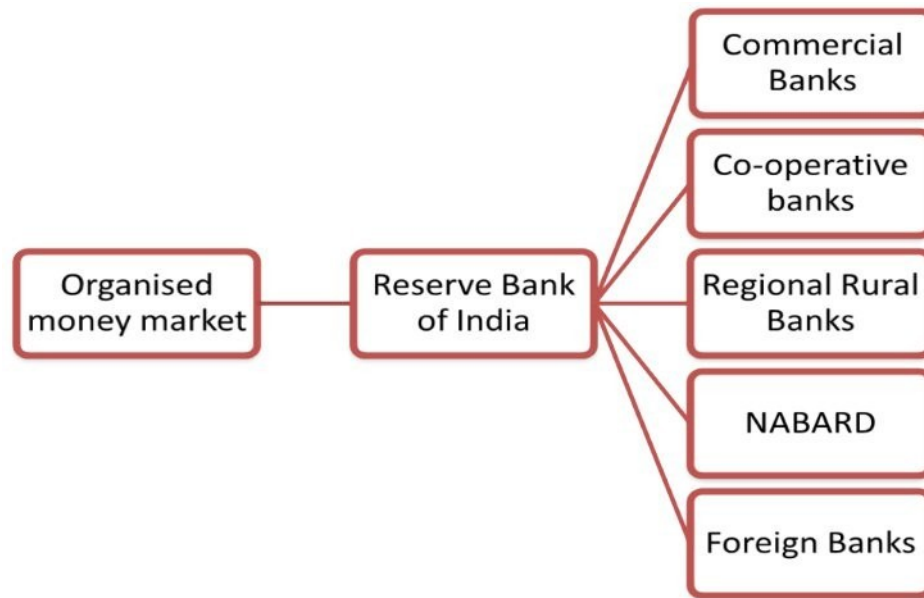 Organised
money market
Reserve Bank
of India
Commercial
Banks
Co-operative
banks
Regional Rural
Banks
NABARD
Foreign Banks